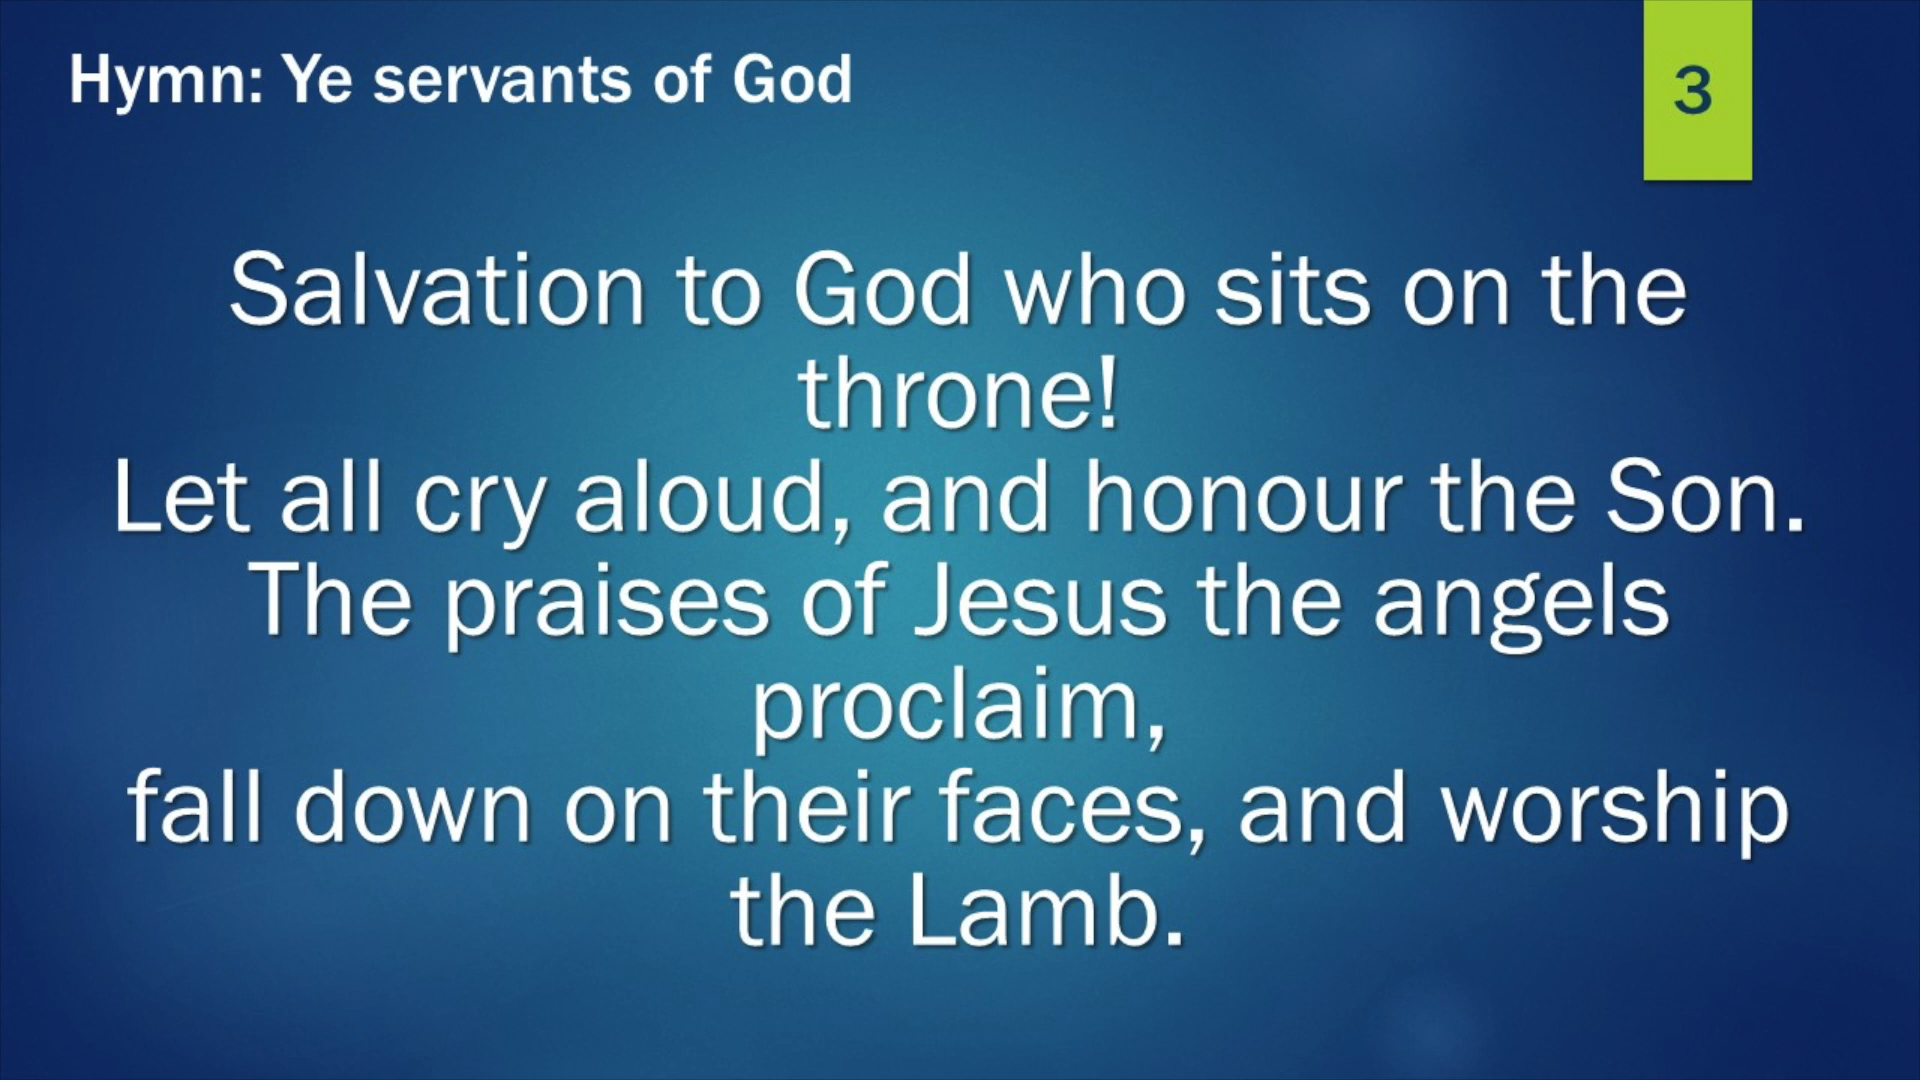 Hymn: Ye servants of God
3
Salvation to God who sits on the
throne!
Let all cry aloud, and honour the Son.
The praises of Jesus the angels
proclaim,
fall down on their faces, and worship
the Lamb.